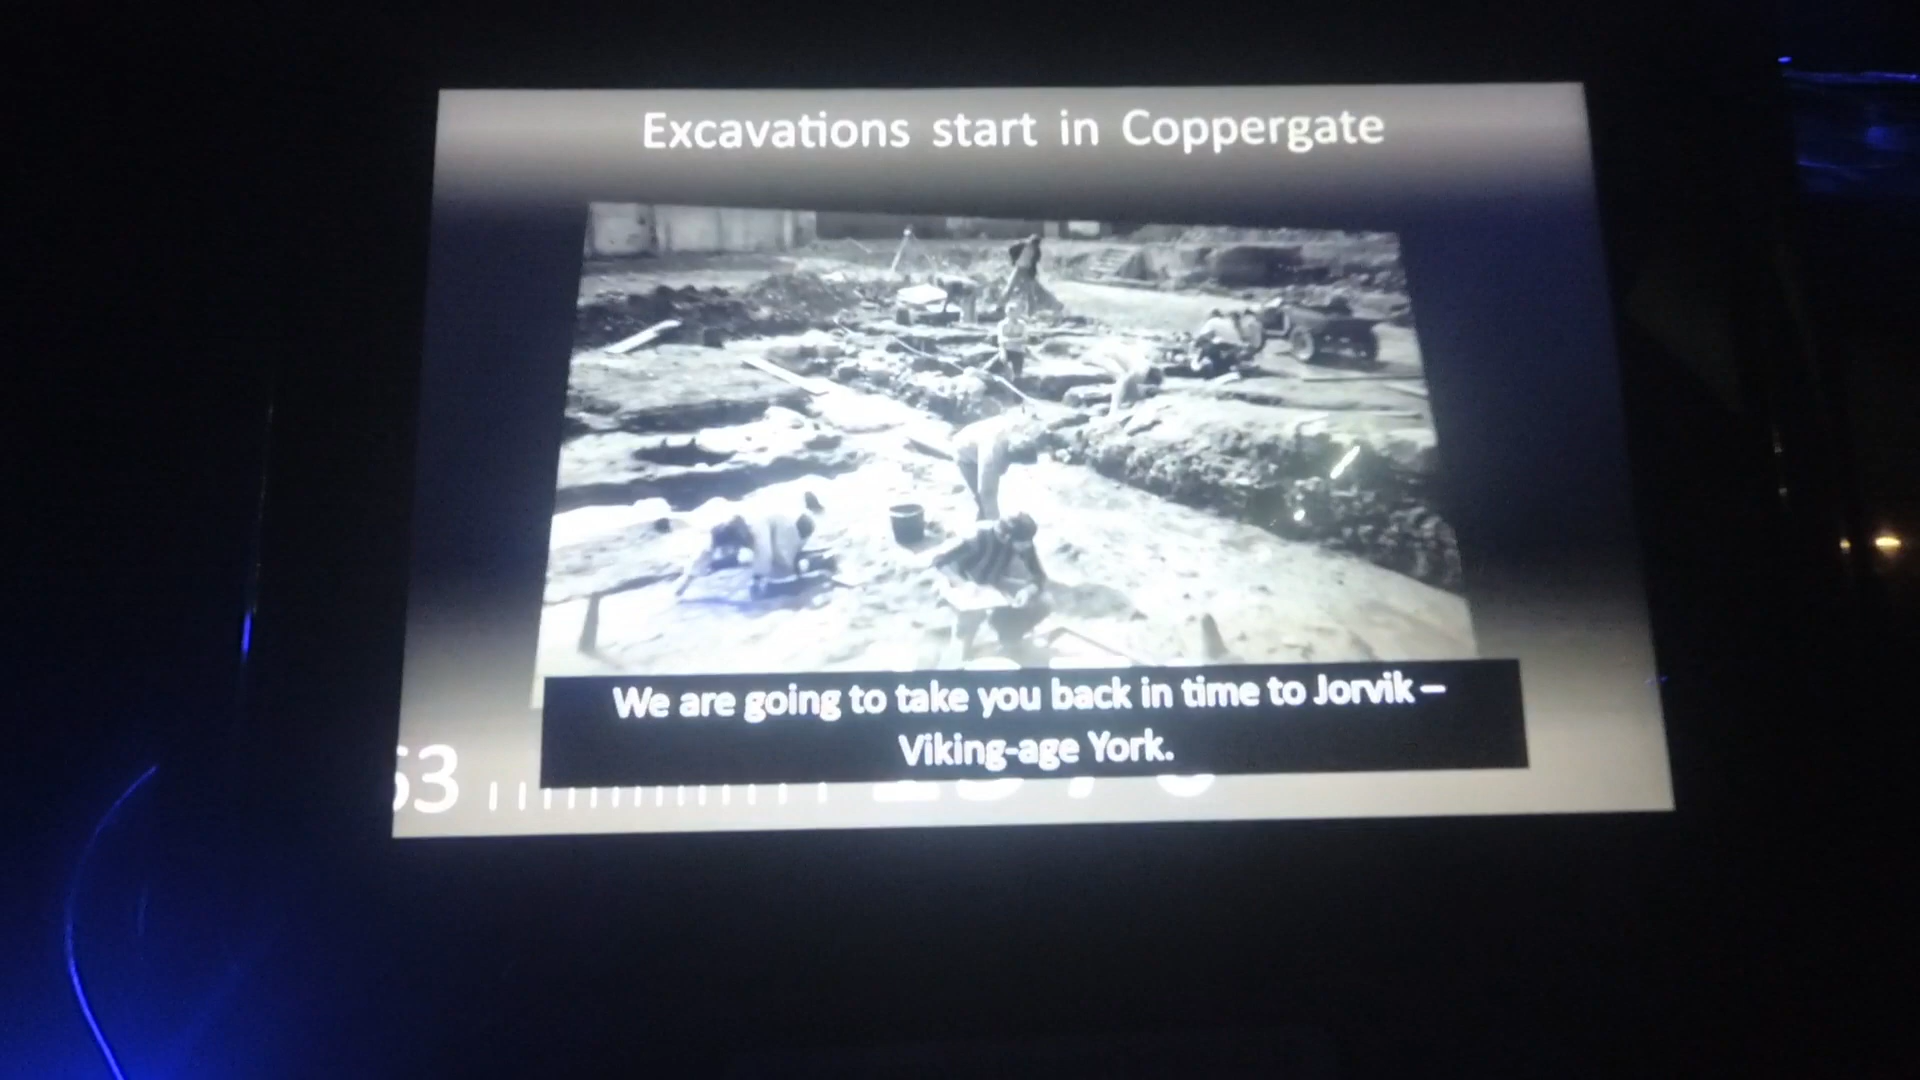 Excavations start in Coppergate
We are going to take you back in time to Jorvik –
Viking-age York.